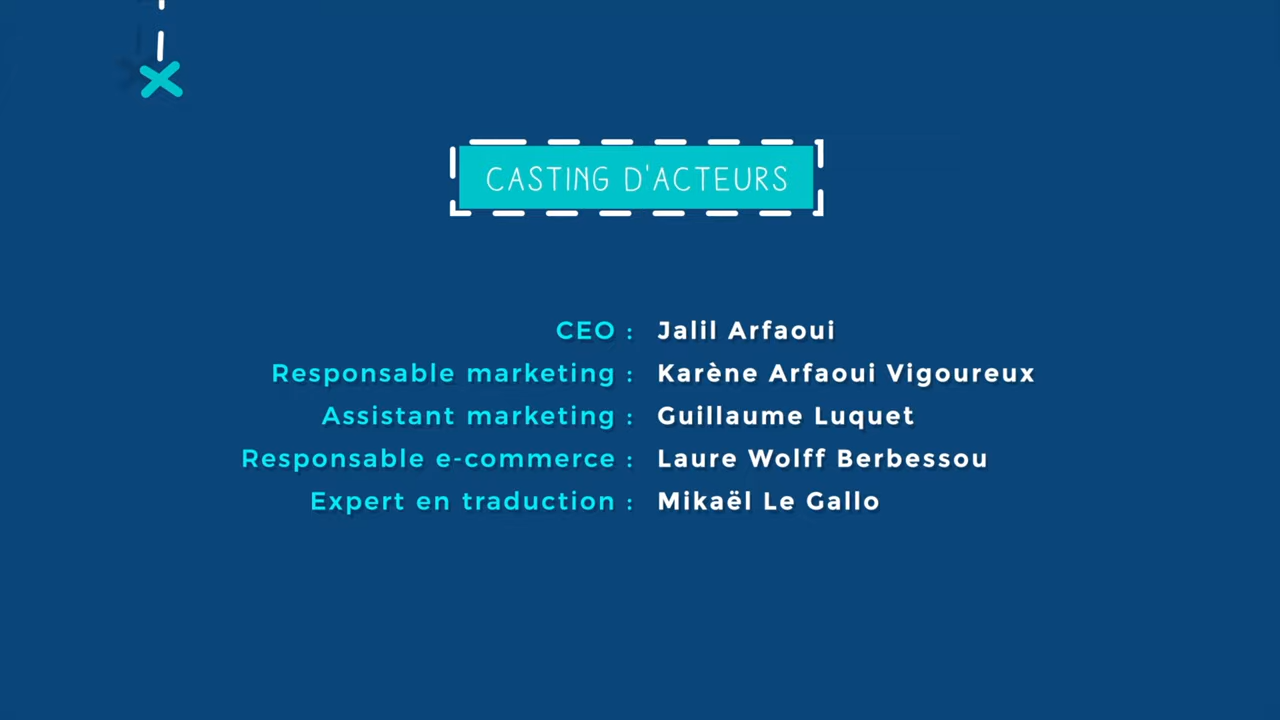 CASTING D'ACTEURS
CEO : Jalil Arfaoui
Responsable marketing : Karène Arfaoui Vigoureux
Assistant marketing : Guillaume Luquet
Responsable e-commerce : Laure Wolff Berbessou
Expert en traduction : Mikaël Le Gallo